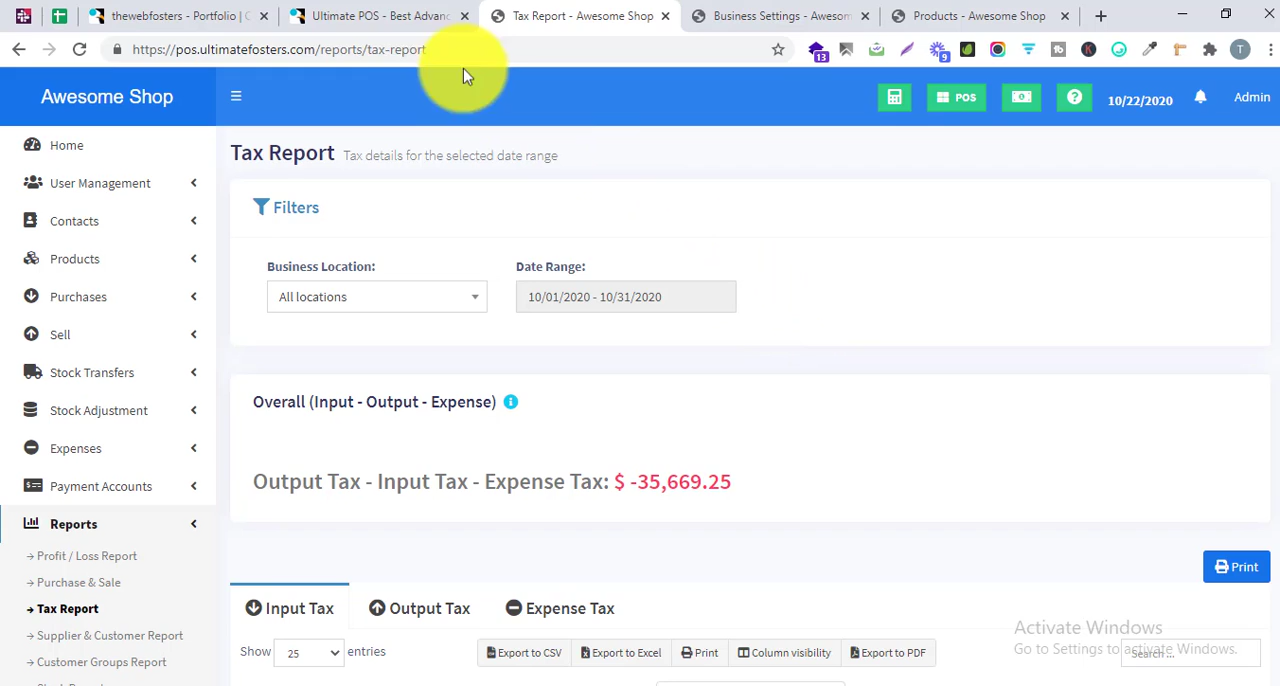 thewebfosters - Portfolio | C
Ultimate POS - Best Advanc
Tax Report - Awesome Shop
Business Settings - Awesom
Products - Awesome Shop
https://pos.ultimatefosters.com/reports/tax-report
13
9
T
Awesome Shop
POS
10/22/2020
Admin
Home
User Management
Contacts
Products
Purchases
Sell
Stock Transfers
Stock Adjustment
Expenses
Payment Accounts
Reports
Profit / Loss Report
Purchase & Sale
Tax Report
Supplier & Customer Report
Customer Groups Report
Tax Report Tax details for the selected date range
Filters
Business Location:
All locations
Date Range:
10/01/2020 - 10/31/2020
Overall (Input - Output - Expense)
Output Tax - Input Tax - Expense Tax: $ -35,669.25
Print
Input Tax
Output Tax
Expense Tax
Show 25 entries
Export to CSV
Export to Excel
Print
Column visibility
Export to PDF
Search ...
Activate Windows
Go to Settings to activate Windows.